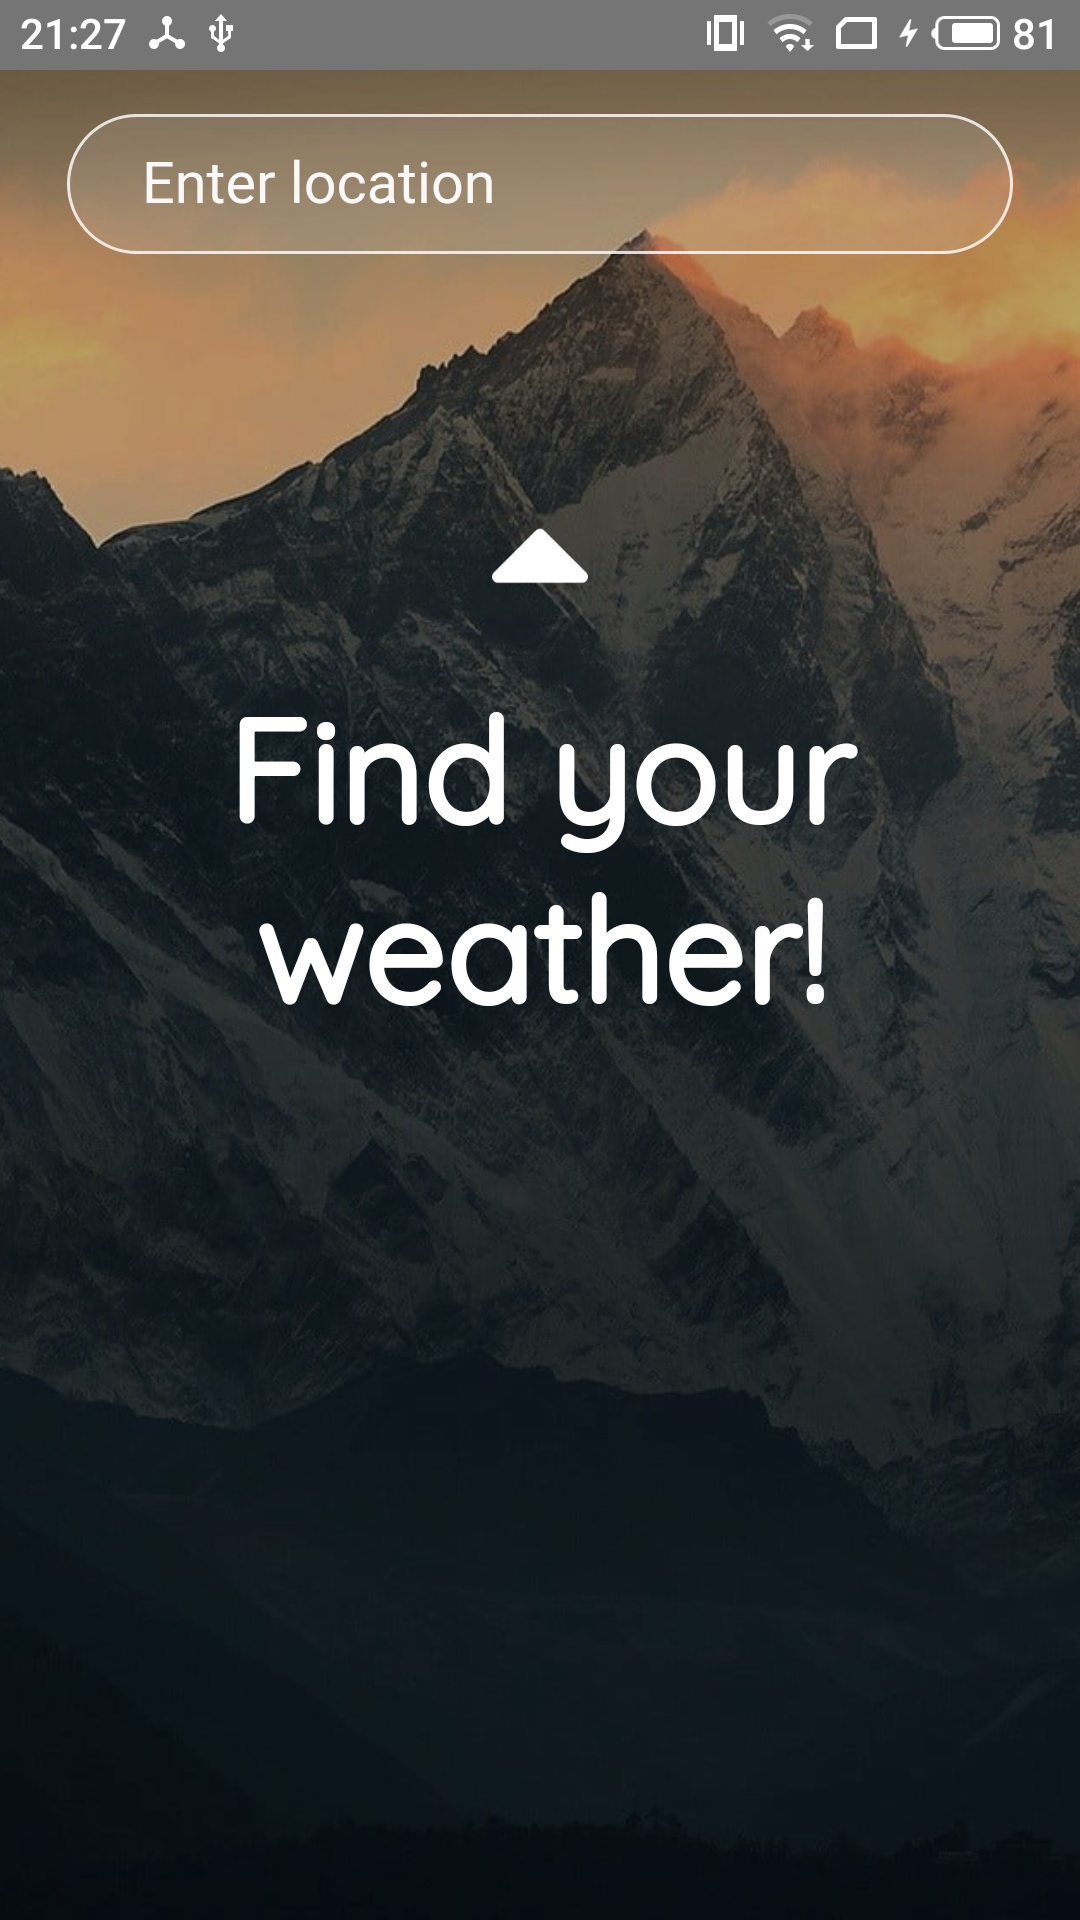 21:27 81
Enter location
Find your
weather!